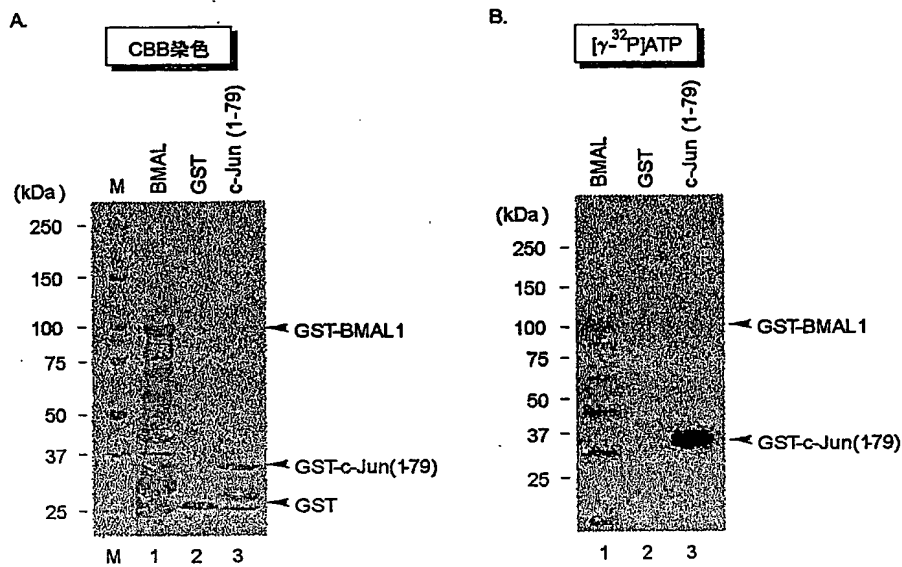 A.
CBB染色
(kDa)
M
BMAL
GST
c-Jun (1-79)
250
150
100
75
50
37
25
GST-BMAL1
GST-c-Jun(1-79)
GST
M 1 2 3
B.
[γ-³²P]ATP
(kDa)
BMAL
GST
c-Jun (1-79)
250
150
100
75
50
37
25
GST-BMAL1
GST-c-Jun(1-79)
1 2 3